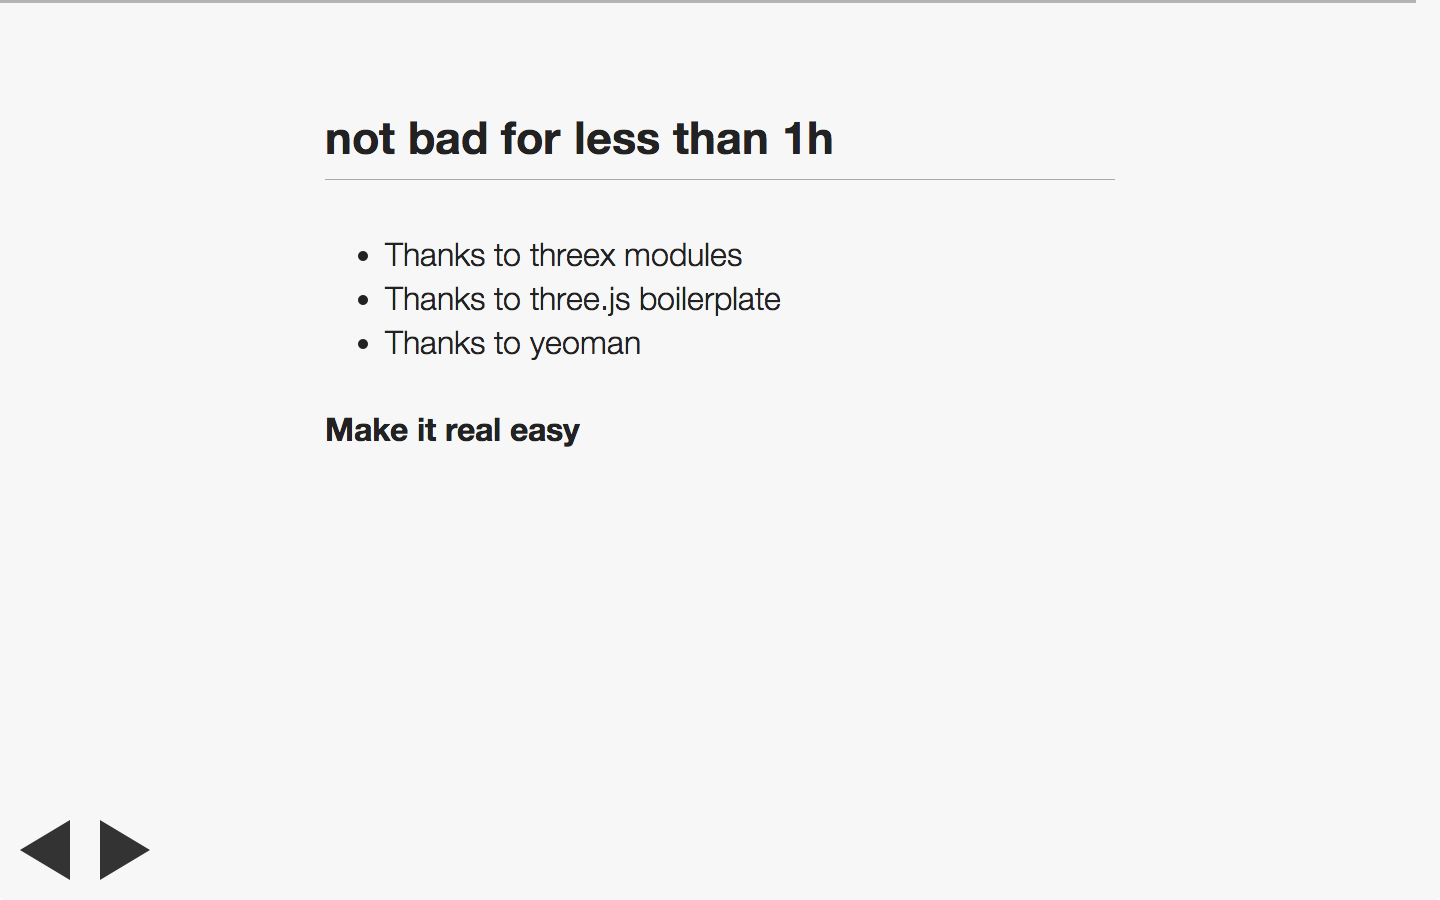 not bad for less than 1h
Thanks to threex modules
Thanks to three.js boilerplate
Thanks to yeoman
Make it real easy